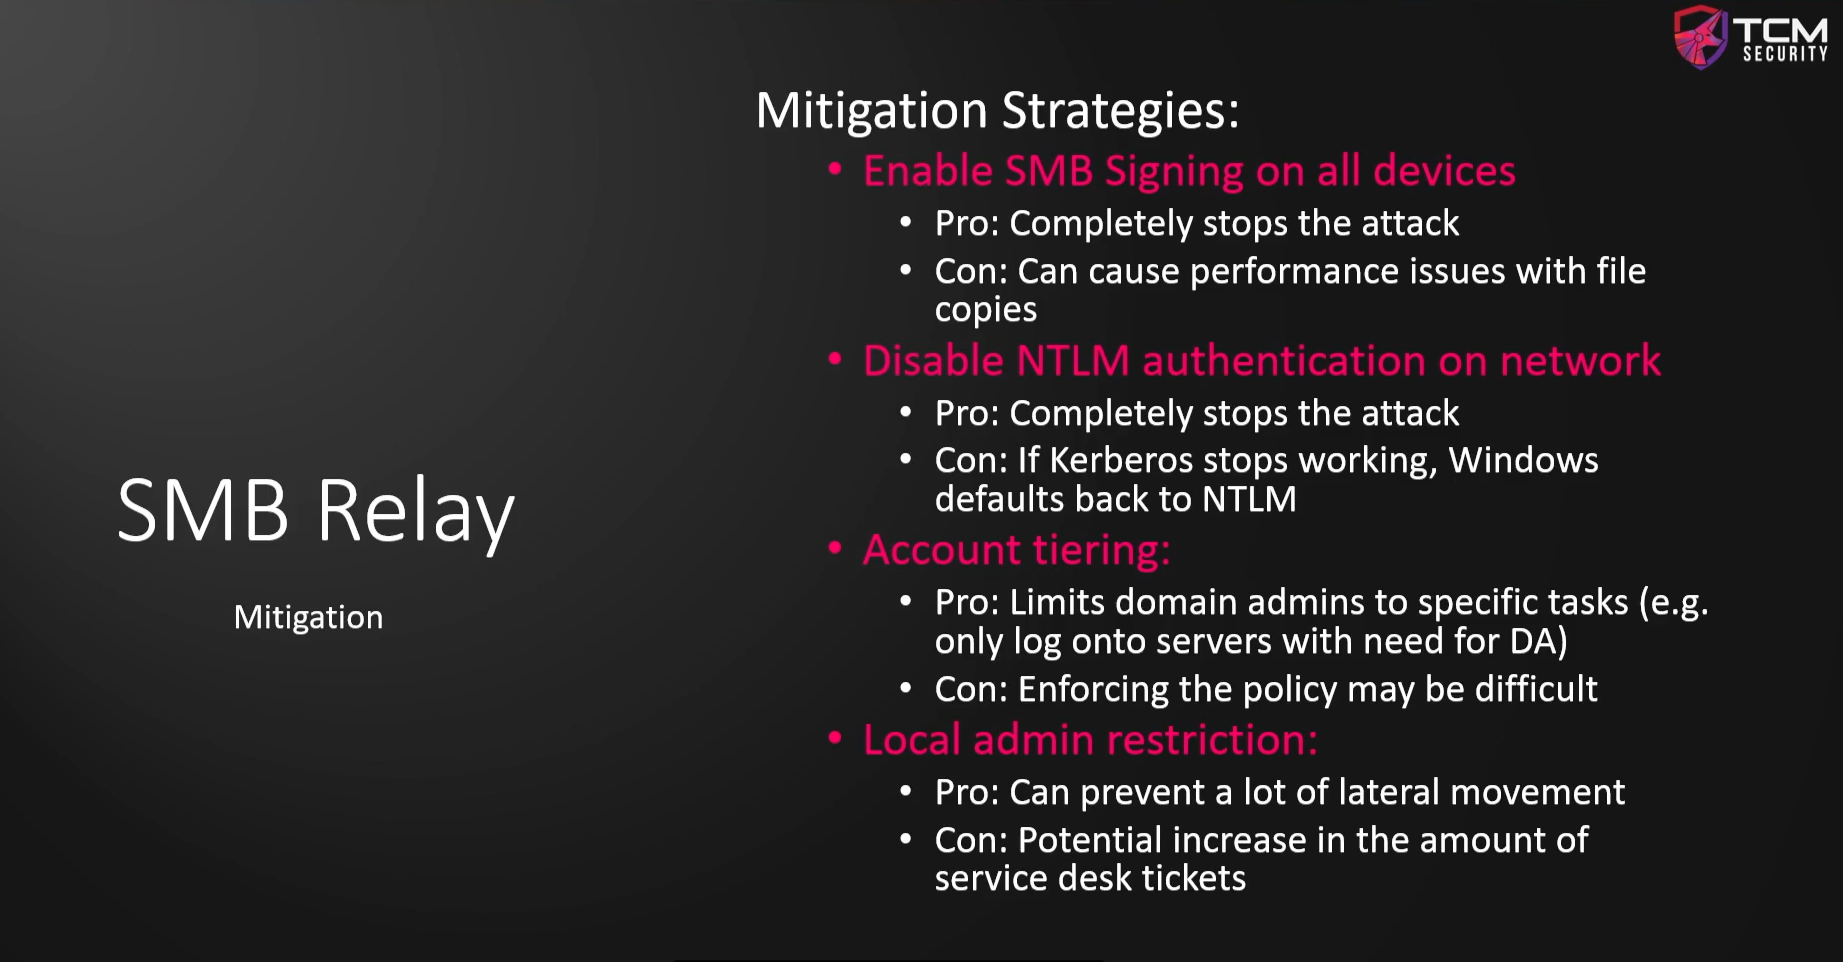 TCM
SECURITY
Mitigation Strategies:
• Enable SMB Signing on all devices
• Pro: Completely stops the attack
• Con: Can cause performance issues with file
copies
• Disable NTLM authentication on network
• Pro: Completely stops the attack
• Con: If Kerberos stops working, Windows
defaults back to NTLM
• Account tiering:
• Pro: Limits domain admins to specific tasks (e.g.
only log onto servers with need for DA)
• Con: Enforcing the policy may be difficult
• Local admin restriction:
• Pro: Can prevent a lot of lateral movement
• Con: Potential increase in the amount of
service desk tickets
SMB Relay
Mitigation